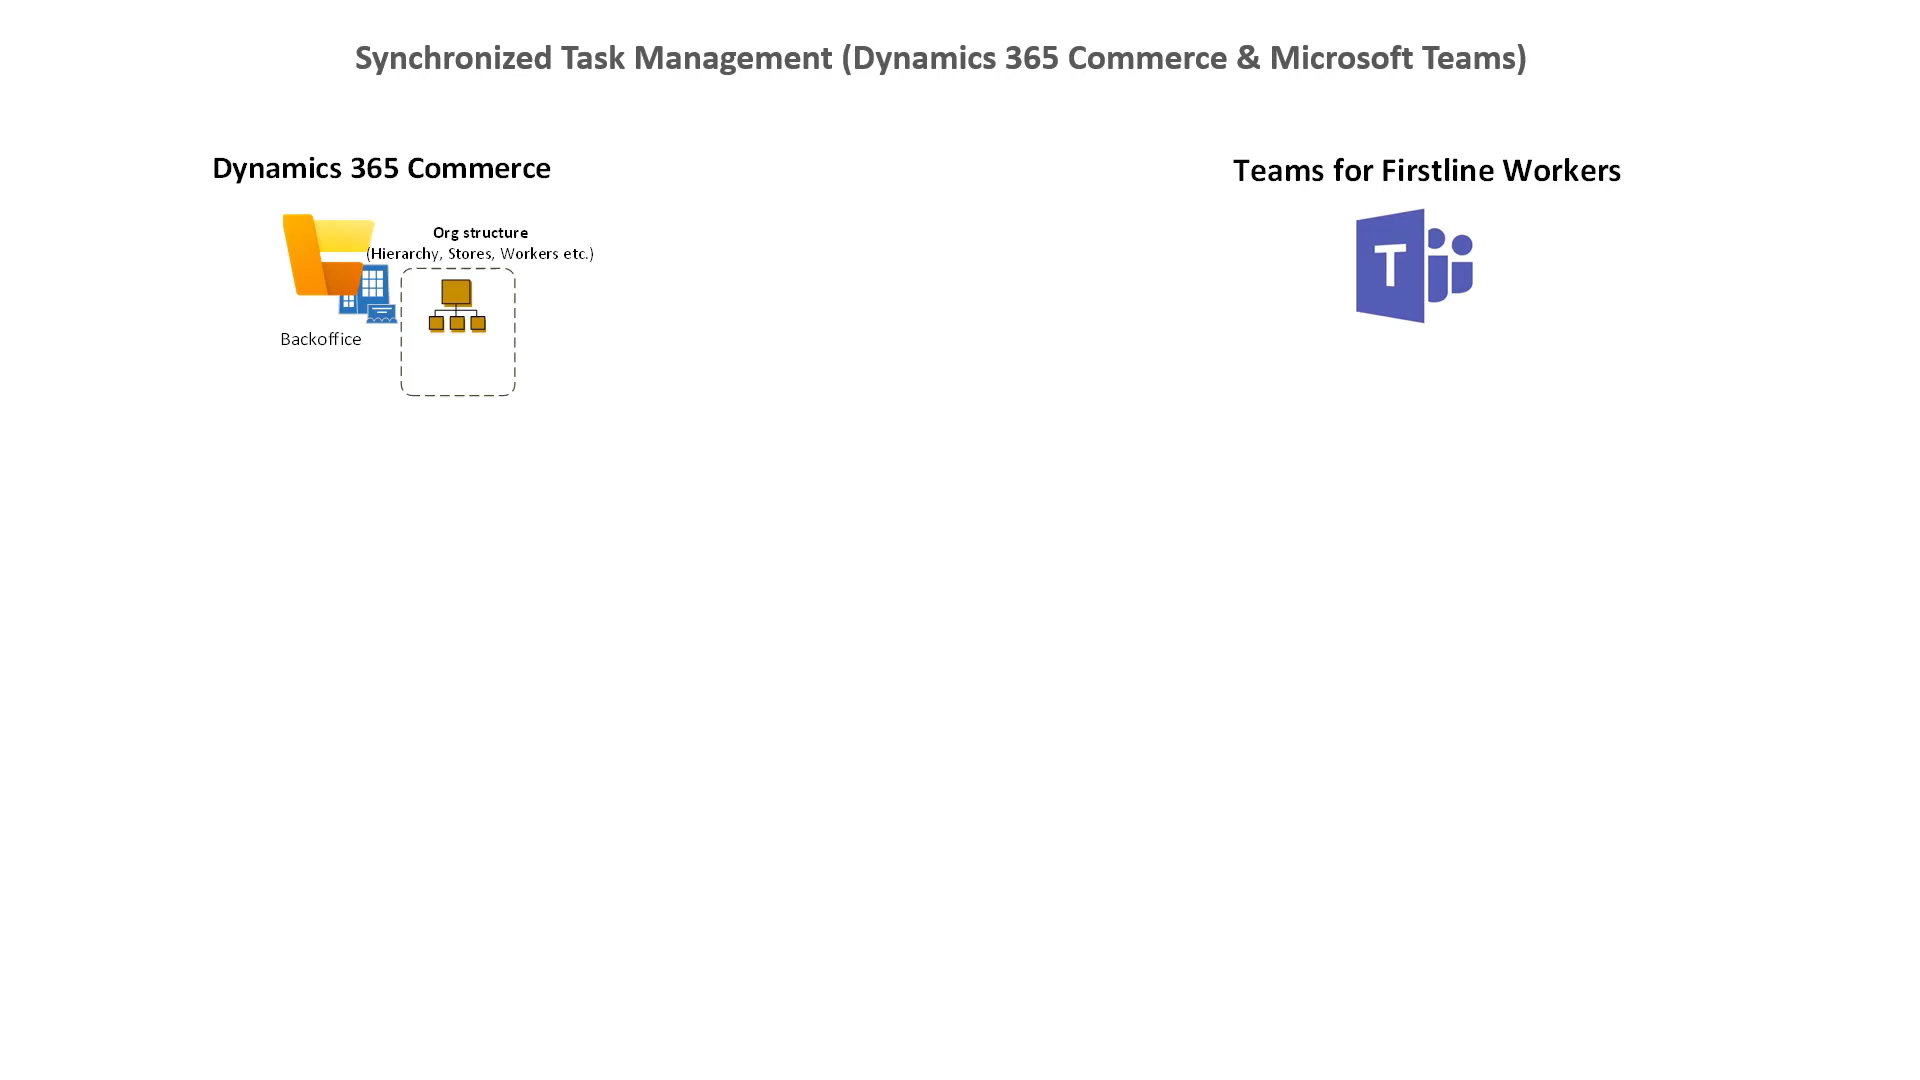 Synchronized Task Management (Dynamics 365 Commerce & Microsoft Teams)
Dynamics 365 Commerce
Teams for Firstline Workers
Org structure
(Hierarchy, Stores, Workers etc.)
T
Backoffice